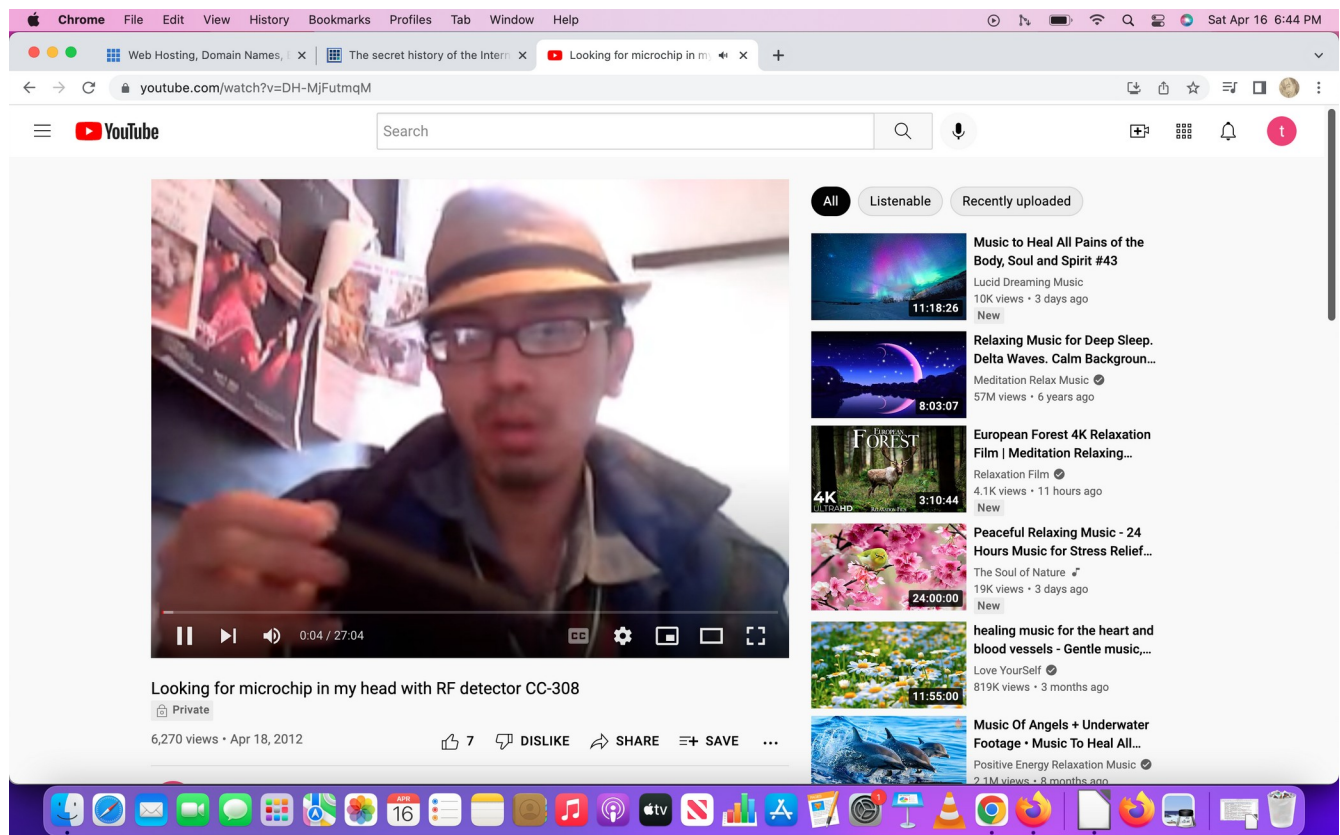 Chrome File Edit View History Bookmarks Profiles Tab Window Help
Sat Apr 16 6:44 PM
Web Hosting, Domain Names,
The secret history of the Intern
Looking for microchip in my
youtube.com/watch?v=DH-MjFutmqM
YouTube
Search
t
All
Listenable
Recently uploaded
0:04 / 27:04
CC
Looking for microchip in my head with RF detector CC-308
Private
6,270 views • Apr 18, 2012
7 DISLIKE SHARE SAVE ...
11:18:26
Music to Heal All Pains of the
Body, Soul and Spirit #43
Lucid Dreaming Music
10K views • 3 days ago
New
8:03:07
Relaxing Music for Deep Sleep.
Delta Waves. Calm Backgroun...
Meditation Relax Music
57M views • 6 years ago
EUROPEAN
FOREST
4K
ULTRAHD
3:10:44
European Forest 4K Relaxation
Film | Meditation Relaxing...
Relaxation Film
4.1K views • 11 hours ago
New
24:00:00
Peaceful Relaxing Music - 24
Hours Music for Stress Relief...
The Soul of Nature
19K views • 3 days ago
New
11:55:00
healing music for the heart and
blood vessels - Gentle music,...
Love YourSelf
819K views • 3 months ago
Music Of Angels + Underwater
Footage • Music To Heal All...
Positive Energy Relaxation Music
2.1M views • 8 months ago
APR
16
tv
1